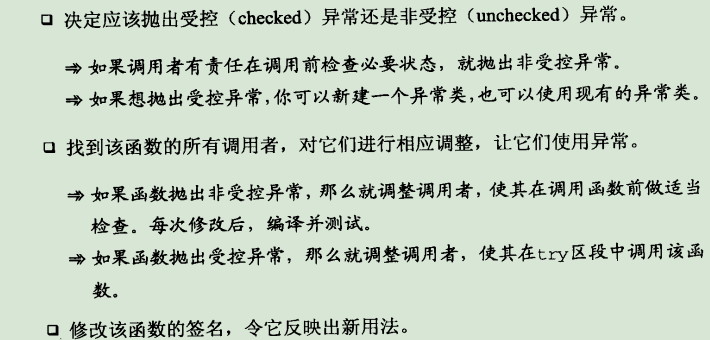 □ 决定应该抛出受控（checked）异常还是非受控（unchecked）异常。
⇒ 如果调用者有责任在调用前检查必要状态，就抛出非受控异常。
⇒ 如果想抛出受控异常，你可以新建一个异常类，也可以使用现有的异常类。
□ 找到该函数的所有调用者，对它们进行相应调整，让它们使用异常。
⇒ 如果函数抛出非受控异常，那么就调整调用者，使其在调用函数前做适当
检查。每次修改后，编译并测试。
⇒ 如果函数抛出受控异常，那么就调整调用者，使其在try区段中调用该函
数。
□ 修改该函数的签名，令它反映出新用法。